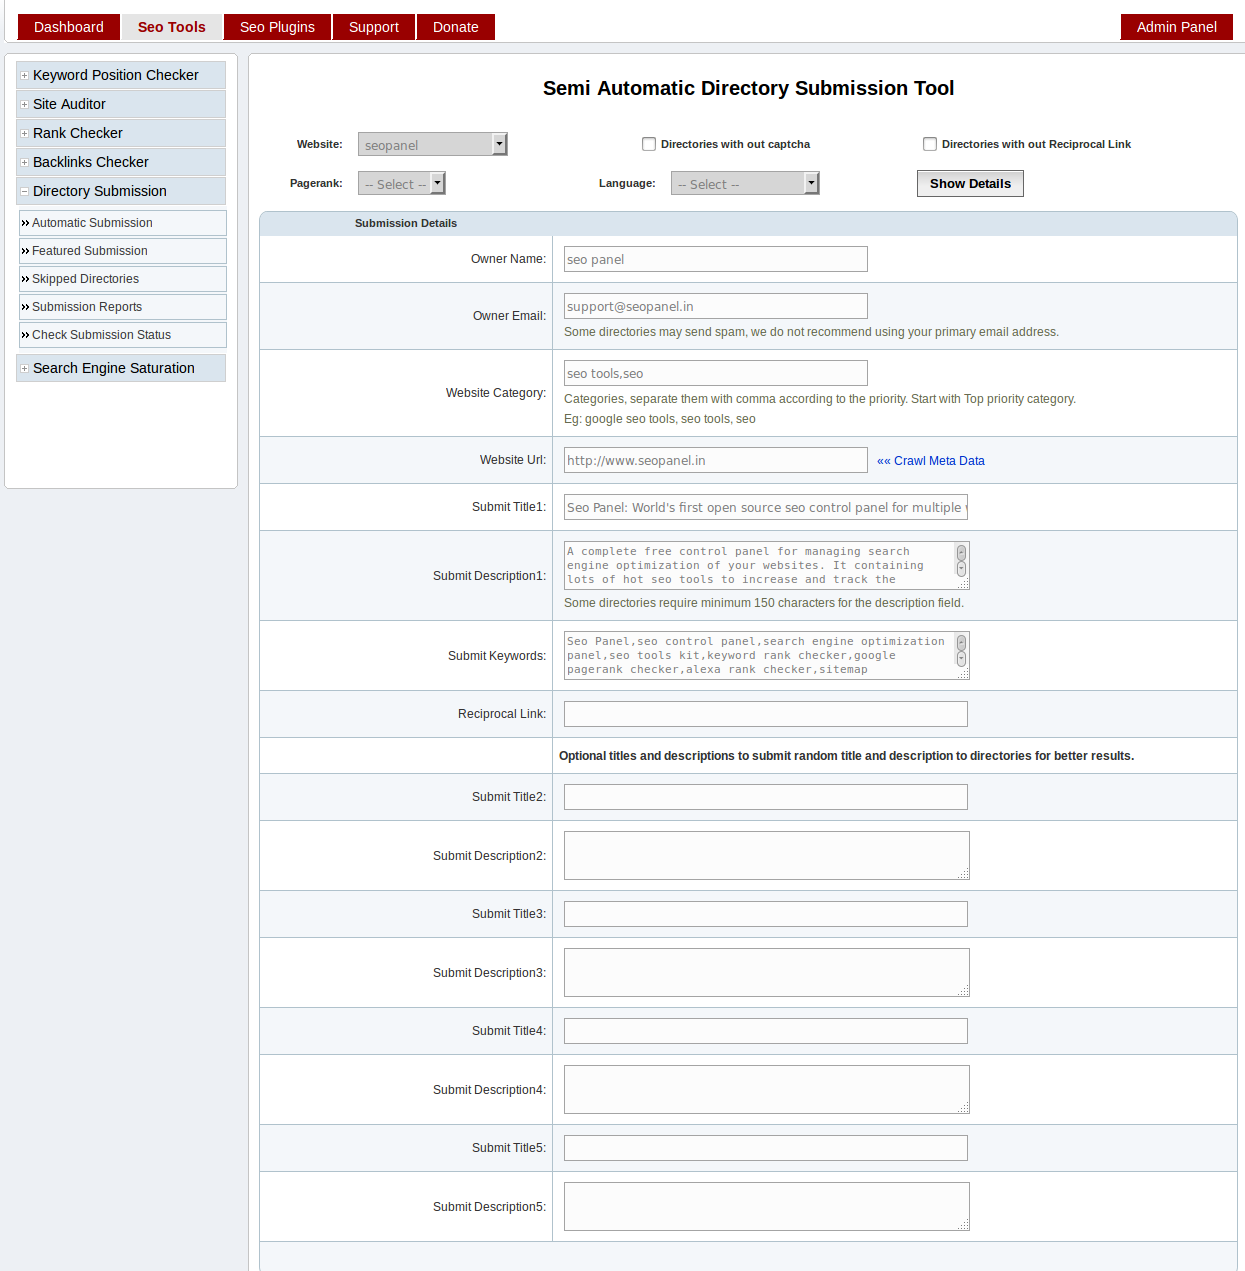 Dashboard Seo Tools Seo Plugins Support Donate Admin Panel
Keyword Position Checker
Site Auditor
Rank Checker
Backlinks Checker
Directory Submission
Automatic Submission
Featured Submission
Skipped Directories
Submission Reports
Check Submission Status
Search Engine Saturation
Semi Automatic Directory Submission Tool
Website: seopanel Directories with out captcha Directories with out Reciprocal Link
Pagerank: -- Select -- Language: -- Select -- Show Details
Submission Details
Owner Name: seo panel
Owner Email: support@seopanel.in
Some directories may send spam, we do not recommend using your primary email address.
Website Category: seo tools,seo
Categories, separate them with comma according to the priority. Start with Top priority category.
Eg: google seo tools, seo tools, seo
Website Url: http://www.seopanel.in «« Crawl Meta Data
Submit Title1: Seo Panel: World's first open source seo control panel for multiple
Submit Description1: A complete free control panel for managing search
engine optimization of your websites. It containing
lots of hot seo tools to increase and track the
Some directories require minimum 150 characters for the description field.
Submit Keywords: Seo Panel,seo control panel,search engine optimization
panel,seo tools kit,keyword rank checker,google
pagerank checker,alexa rank checker,sitemap
Reciprocal Link:
Optional titles and descriptions to submit random title and description to directories for better results.
Submit Title2:
Submit Description2:
Submit Title3:
Submit Description3:
Submit Title4:
Submit Description4:
Submit Title5:
Submit Description5: